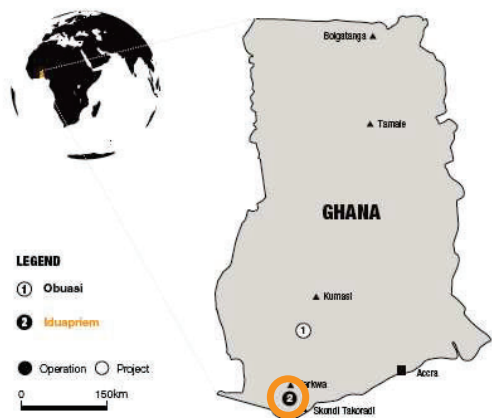 Bolgatanga
Tamale
GHANA
LEGEND
1 Obuasi
2 Iduapriem
Kumasi
1
Operation Project
Accra
0 150km
2
Skondi Takoradi